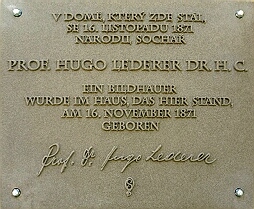 V DOMĚ, KTERÝ ZDE STÁL,
SE 16. LISTOPADU 1871
NARODIL SOCHAŘ
PROF. HUGO LEDERER DR. H. C.
EIN BILDHAUER
WURDE IM HAUS, DAS HIER STAND,
AM 16. NOVEMBER 1871
GEBOREN
Prof. Dr. Hugo Lederer